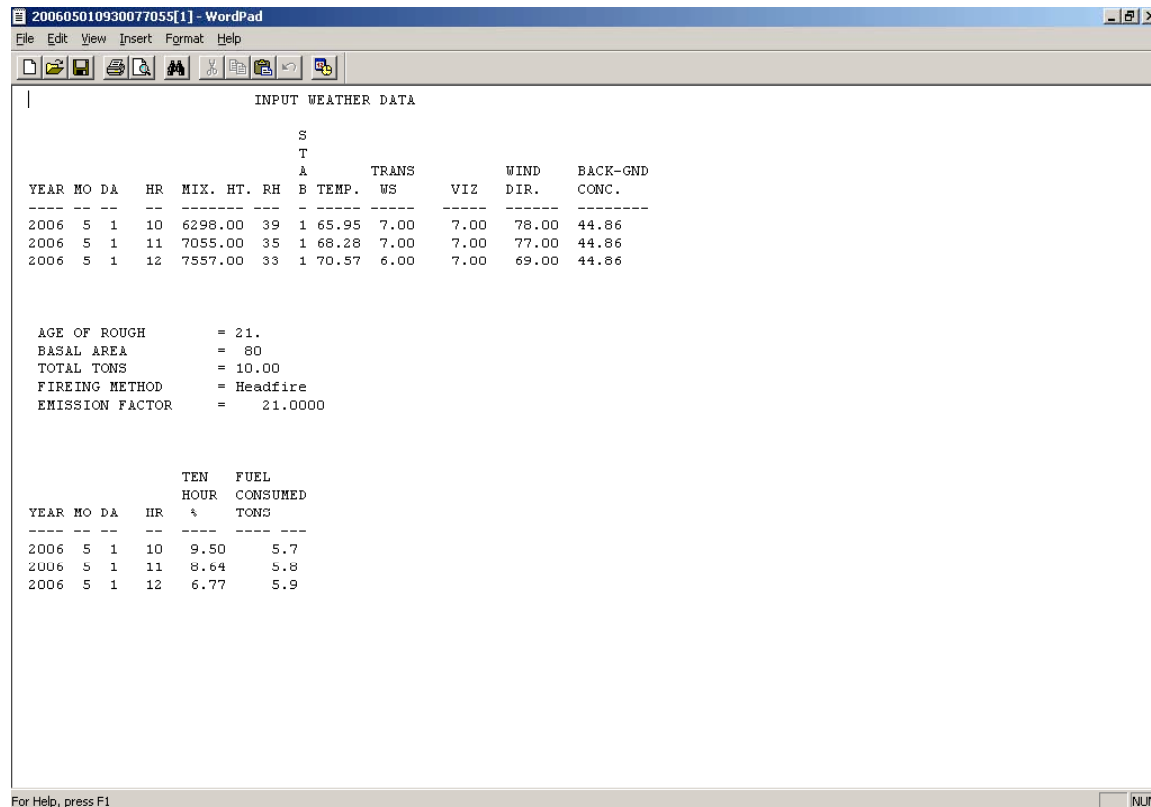 200605010930077055[1] - WordPad
File Edit View Insert Format Help
INPUT WEATHER DATA
S
T
A TRANS WIND BACK-GND
YEAR MO DA HR MIX. HT. RH B TEMP. WS VIZ DIR. CONC.
---- -- -- -- ------- --- - ----- ----- ----- ------ --------
2006 5 1 10 6298.00 39 1 65.95 7.00 7.00 78.00 44.86
2006 5 1 11 7055.00 35 1 68.28 7.00 7.00 77.00 44.86
2006 5 1 12 7557.00 33 1 70.57 6.00 7.00 69.00 44.86
AGE OF ROUGH = 21.
BASAL AREA = 80
TOTAL TONS = 10.00
FIREING METHOD = Headfire
EMISSION FACTOR = 21.0000
TEN FUEL
HOUR CONSUMED
YEAR MO DA HR % TONS
---- -- -- -- ---- ---- ---
2006 5 1 10 9.50 5.7
2006 5 1 11 8.64 5.8
2006 5 1 12 6.77 5.9
For Help, press F1 NUM